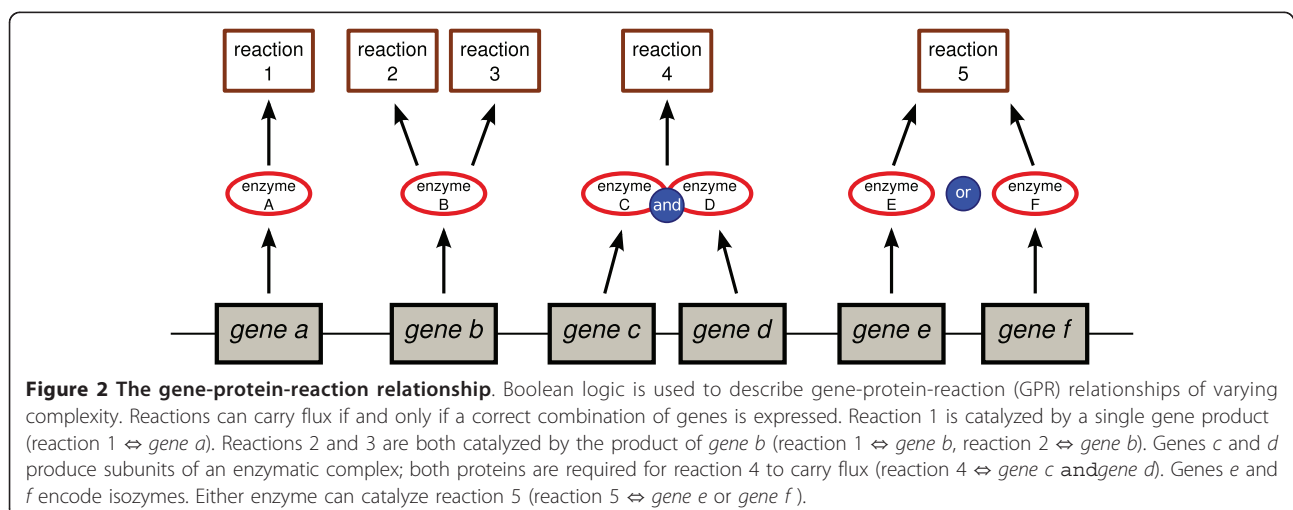 reaction 1
reaction 2
reaction 3
reaction 4
reaction 5
enzyme A
enzyme B
enzyme C
and
enzyme D
enzyme E
or
enzyme F
gene a
gene b
gene c
gene d
gene e
gene f
Figure 2 The gene-protein-reaction relationship. Boolean logic is used to describe gene-protein-reaction (GPR) relationships of varying
complexity. Reactions can carry flux if and only if a correct combination of genes is expressed. Reaction 1 is catalyzed by a single gene product
(reaction 1 ⇔ gene a). Reactions 2 and 3 are both catalyzed by the product of gene b (reaction 1 ⇔ gene b, reaction 2 ⇔ gene b). Genes c and d
produce subunits of an enzymatic complex; both proteins are required for reaction 4 to carry flux (reaction 4 ⇔ gene c andgene d). Genes e and
f encode isozymes. Either enzyme can catalyze reaction 5 (reaction 5 ⇔ gene e or gene f ).